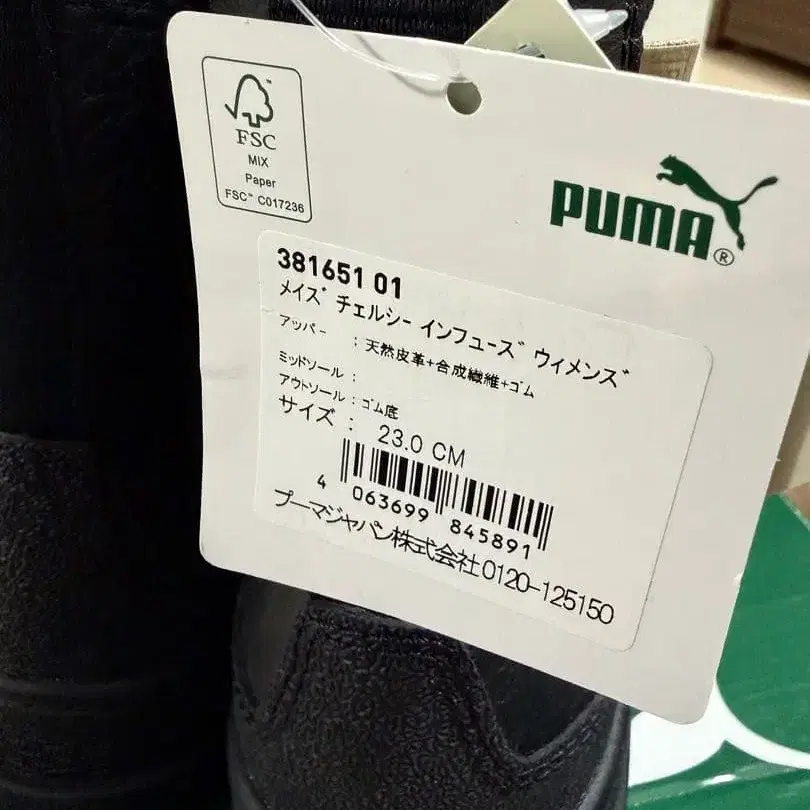 FSC
MIX
Paper
FSC™ C017236
PUMA®
381651 01
メイズ チェルシー インフューズ ウィメンズ
アッパー : 天然皮革+合成繊維+ゴム
ミッドソール :
アウトソール : ゴム底
サイズ : 23.0 CM
4 063699 845891
プーマジャパン株式会社 0120-125150